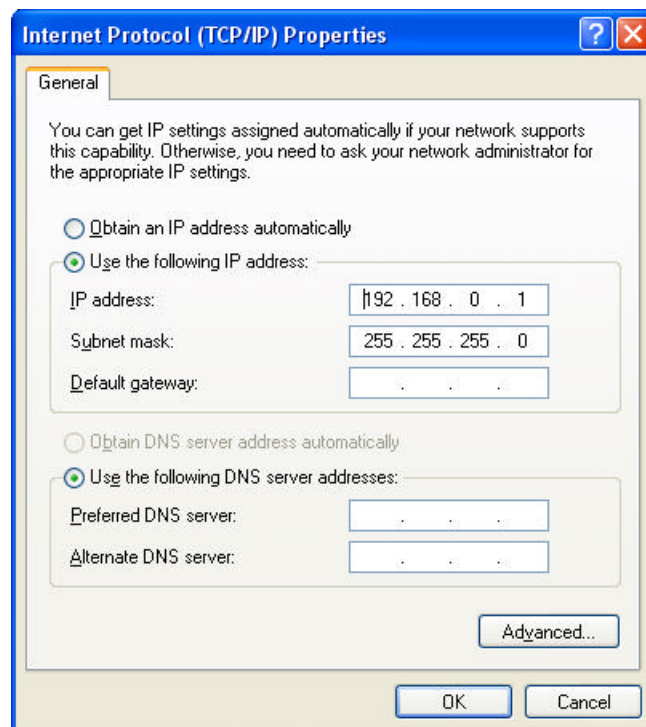 Internet Protocol (TCP/IP) Properties
General
You can get IP settings assigned automatically if your network supports
this capability. Otherwise, you need to ask your network administrator for
the appropriate IP settings.
Obtain an IP address automatically
Use the following IP address:
IP address: 192 . 168 . 0 . 1
Subnet mask: 255 . 255 . 255 . 0
Default gateway: . . .
Obtain DNS server address automatically
Use the following DNS server addresses:
Preferred DNS server: . . .
Alternate DNS server: . . .
Advanced...
OK Cancel